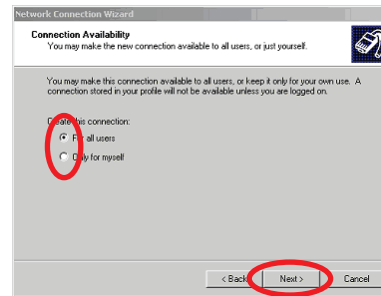 Network Connection Wizard
Connection Availability
You may make the new connection available to all users, or just yourself.
You may make this connection available to all users, or keep it only for your own use. A
connection stored in your profile will not be available unless you are logged on.
Create this connection:
For all users
Only for myself
< Back
Next >
Cancel